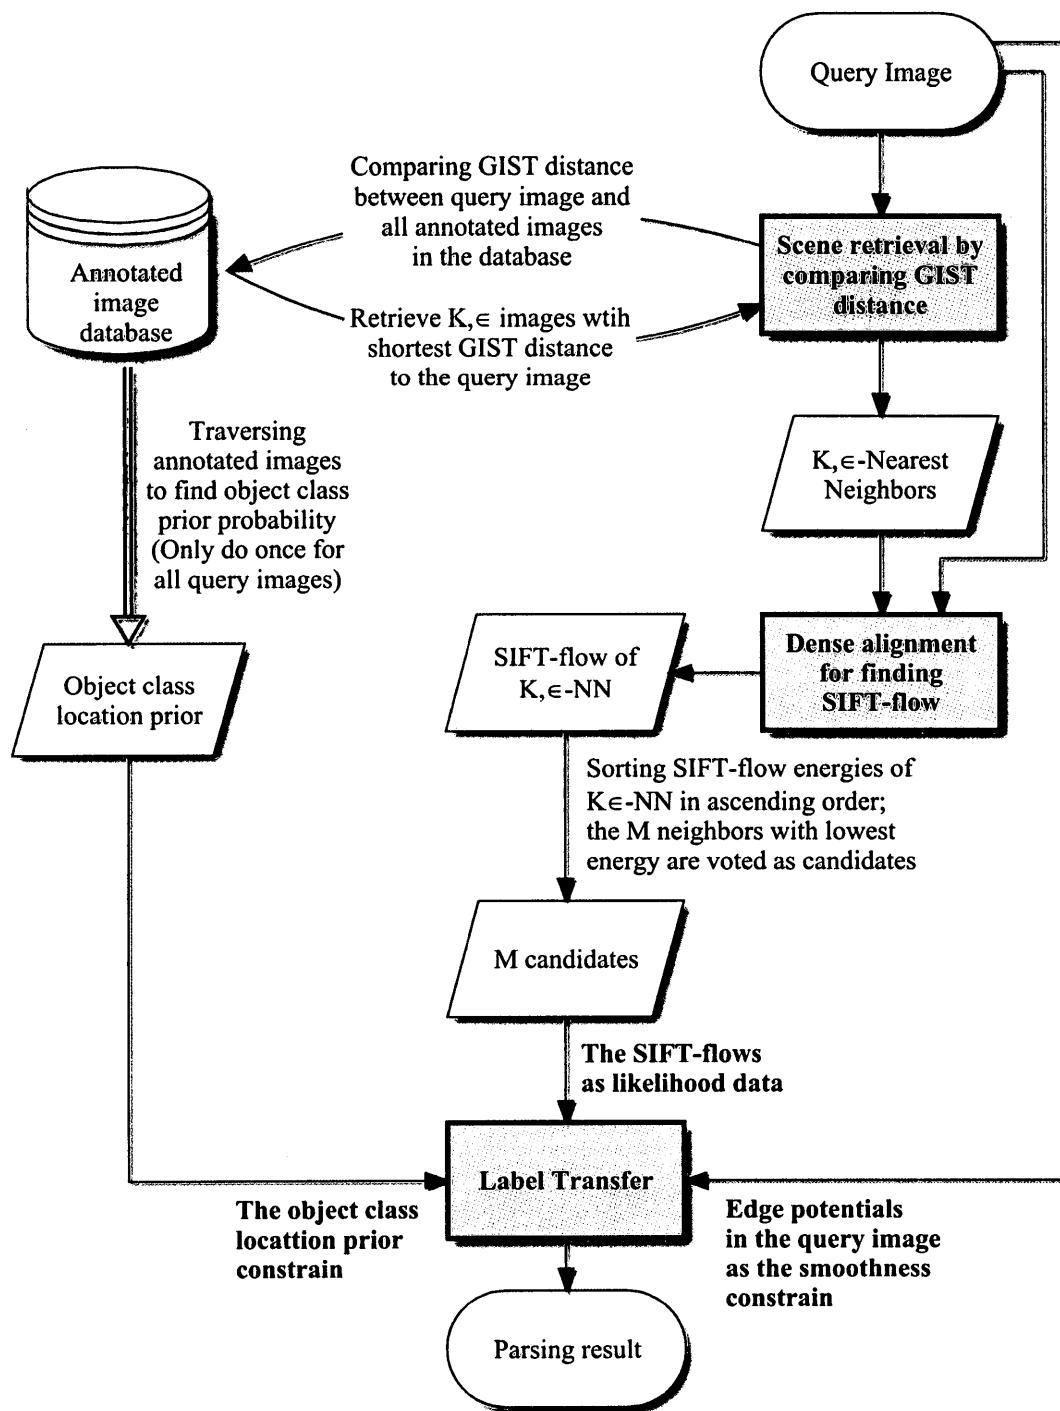 Query Image
Comparing GIST distance
between query image and
all annotated images
in the database
Scene retrieval by
comparing GIST
distance
Annotated
image
database
Retrieve K,∈ images wtih
shortest GIST distance
to the query image
Traversing
annotated images
to find object class
prior probability
(Only do once for
all query images)
K,∈-Nearest
Neighbors
Dense alignment
for finding
SIFT-flow
SIFT-flow of
K,∈-NN
Object class
location prior
Sorting SIFT-flow energies of
K∈-NN in ascending order;
the M neighbors with lowest
energy are voted as candidates
M candidates
The SIFT-flows
as likelihood data
Label Transfer
The object class
locattion prior
constrain
Edge potentials
in the query image
as the smoothness
constrain
Parsing result